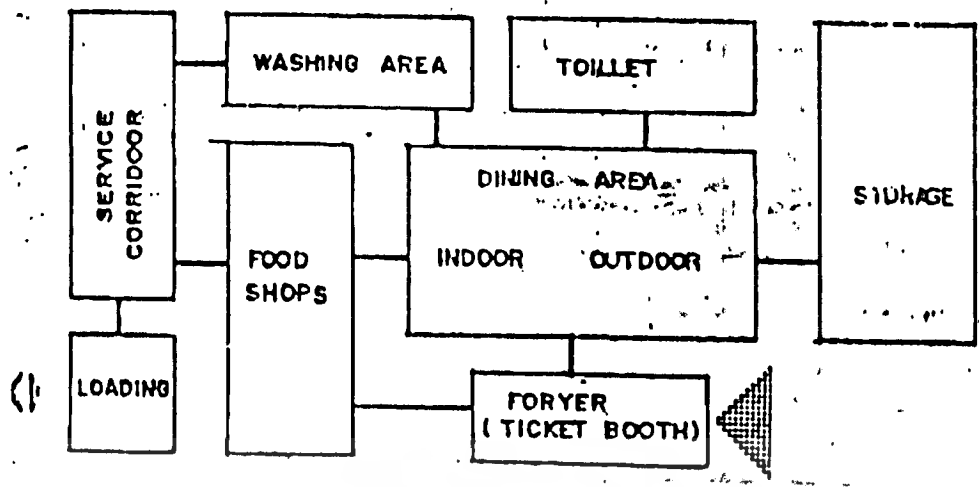 WASHING AREA
TOILLET
SERVICE
CORRIDOOR
DINING AREA
STORAGE
FOOD
SHOPS
INDOOR OUTDOOR
LOADING
FORYER
( TICKET BOOTH)